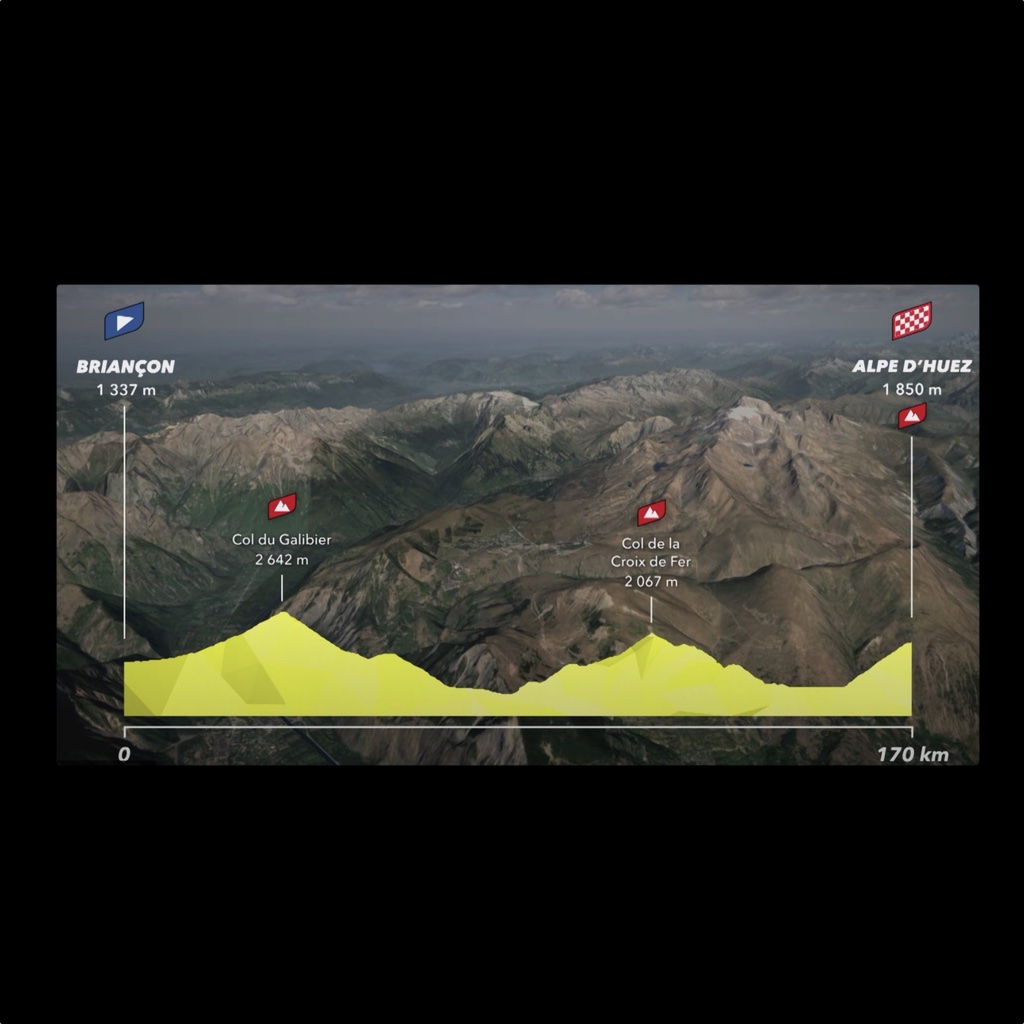 BRIANÇON
1 337 m
ALPE D'HUEZ
1 850 m
Col du Galibier
2 642 m
Col de la
Croix de Fer
2 067 m
0
170 km